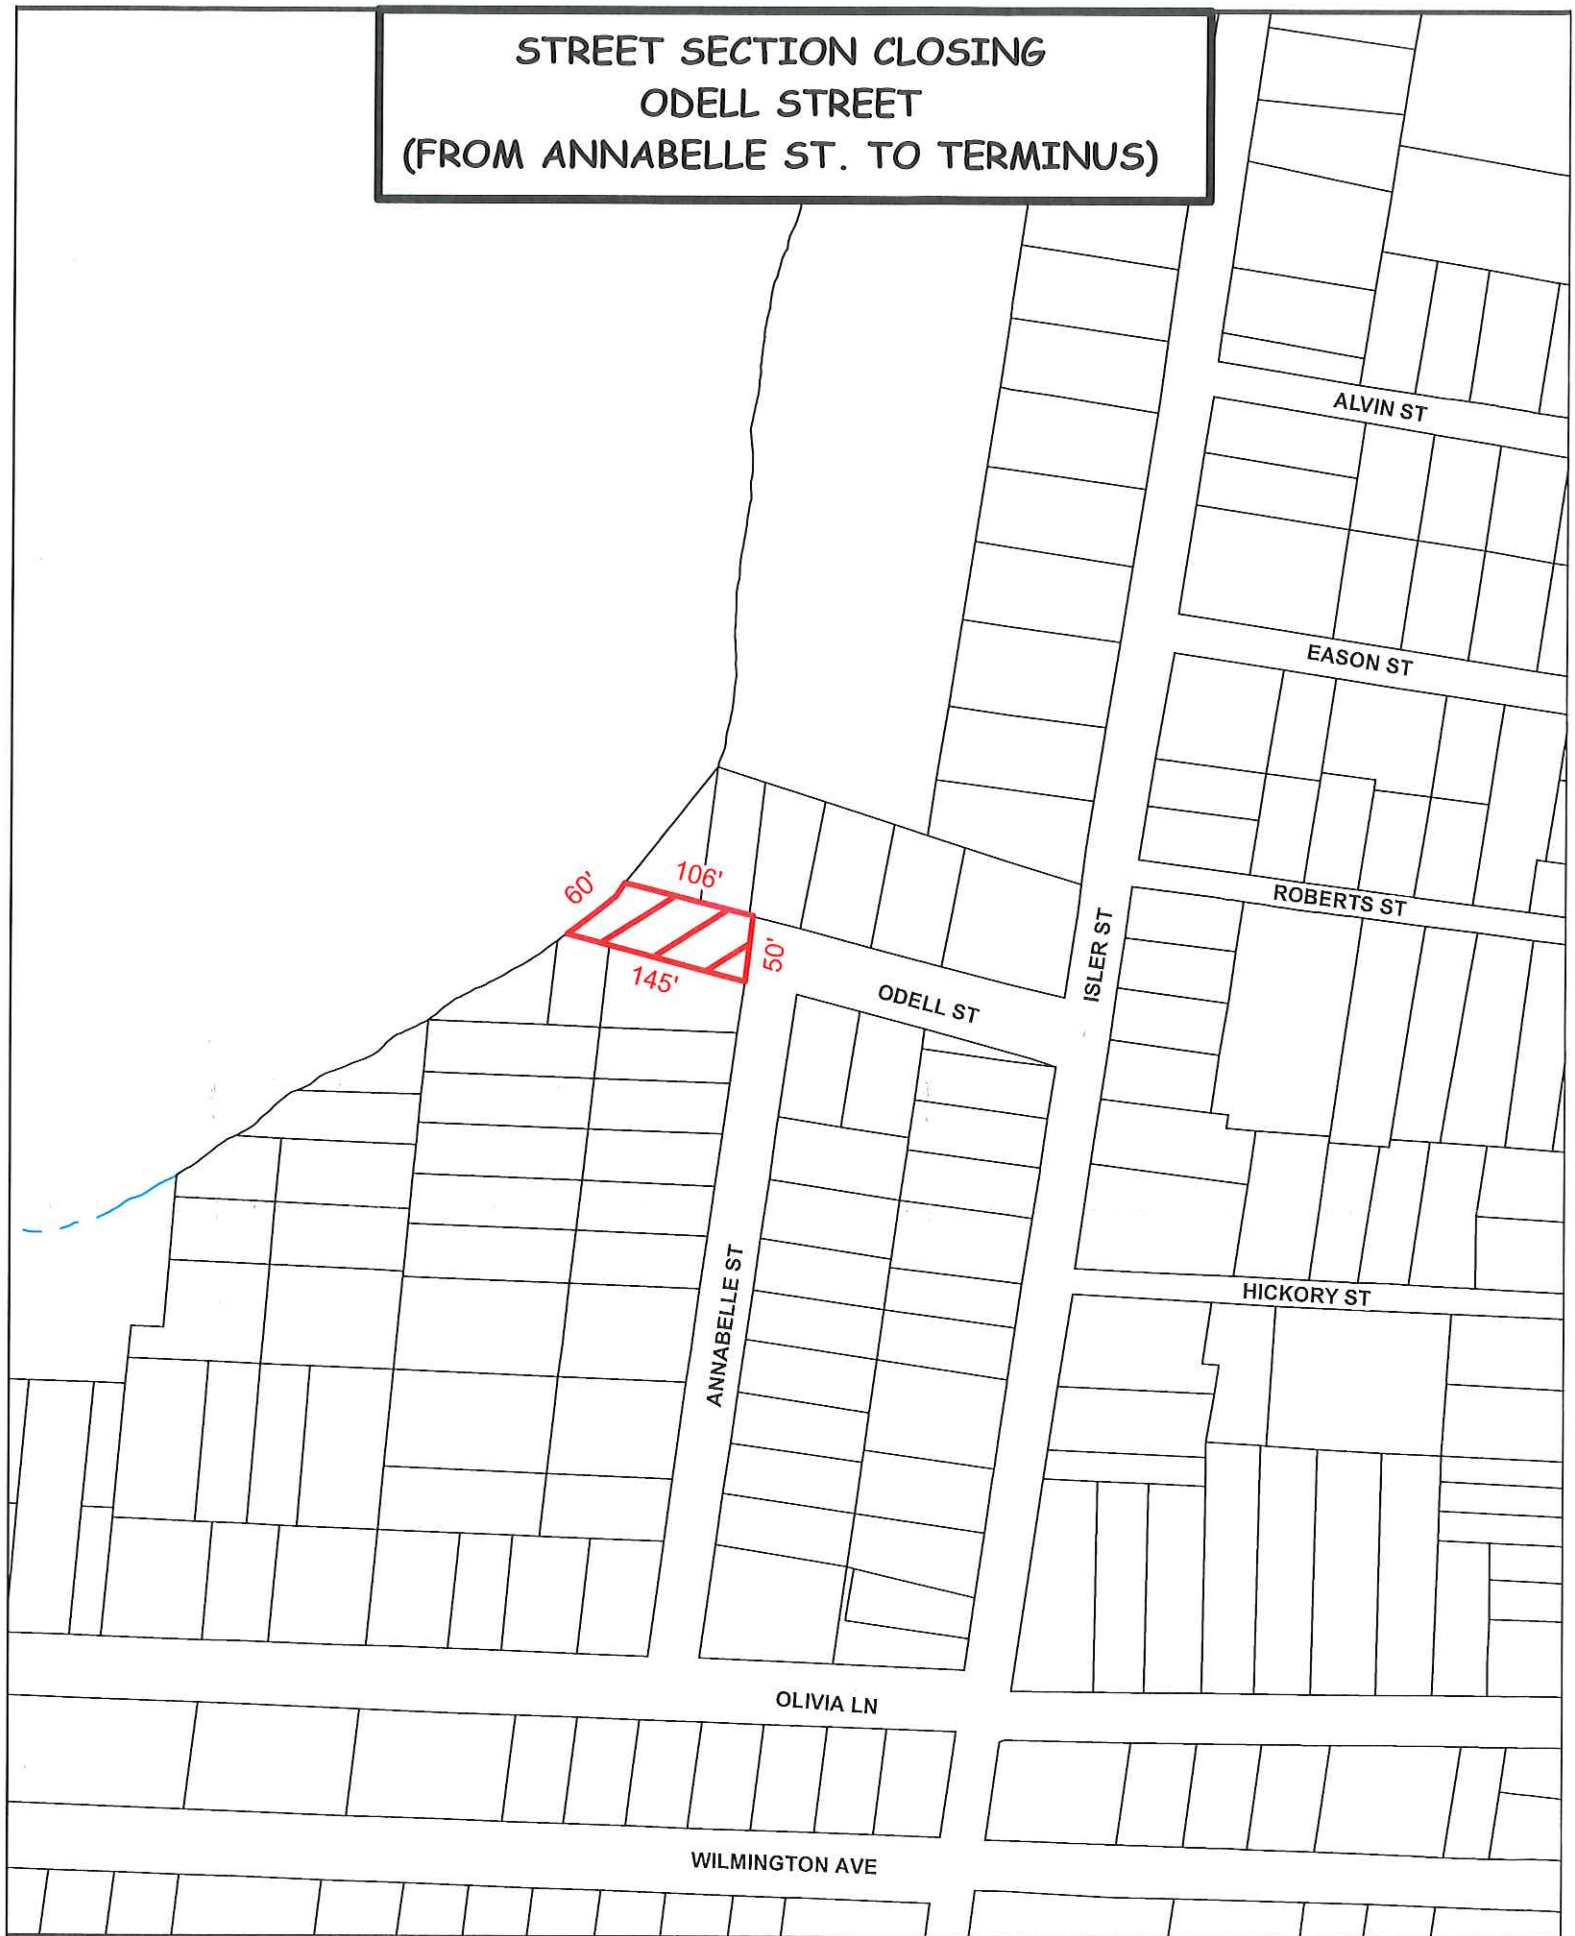 STREET SECTION CLOSING
ODELL STREET
(FROM ANNABELLE ST. TO TERMINUS)
ALVIN ST
EASON ST
106'
60'
ROBERTS ST
50'
ISLER ST
145'
ODELL ST
HICKORY ST
ANNABELLE ST
OLIVIA LN
WILMINGTON AVE